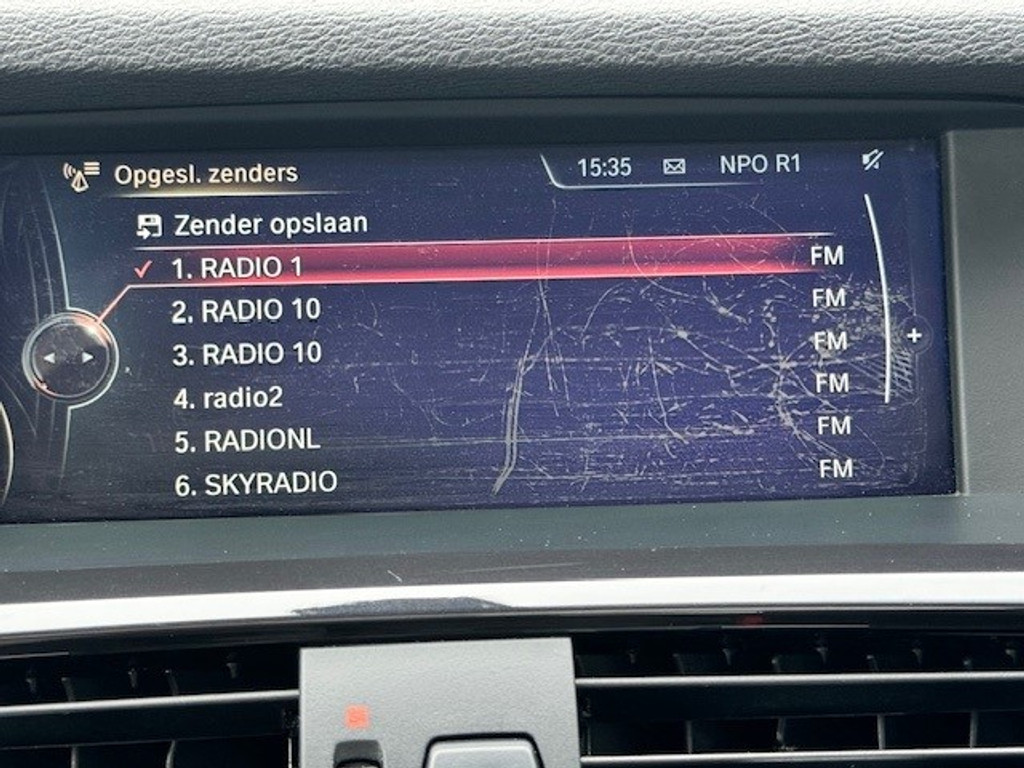 Opgesl. zenders 15:35 NPO R1
Zender opslaan
1. RADIO 1 FM
2. RADIO 10 FM
3. RADIO 10 FM
4. radio2 FM
5. RADIONL FM
6. SKYRADIO FM